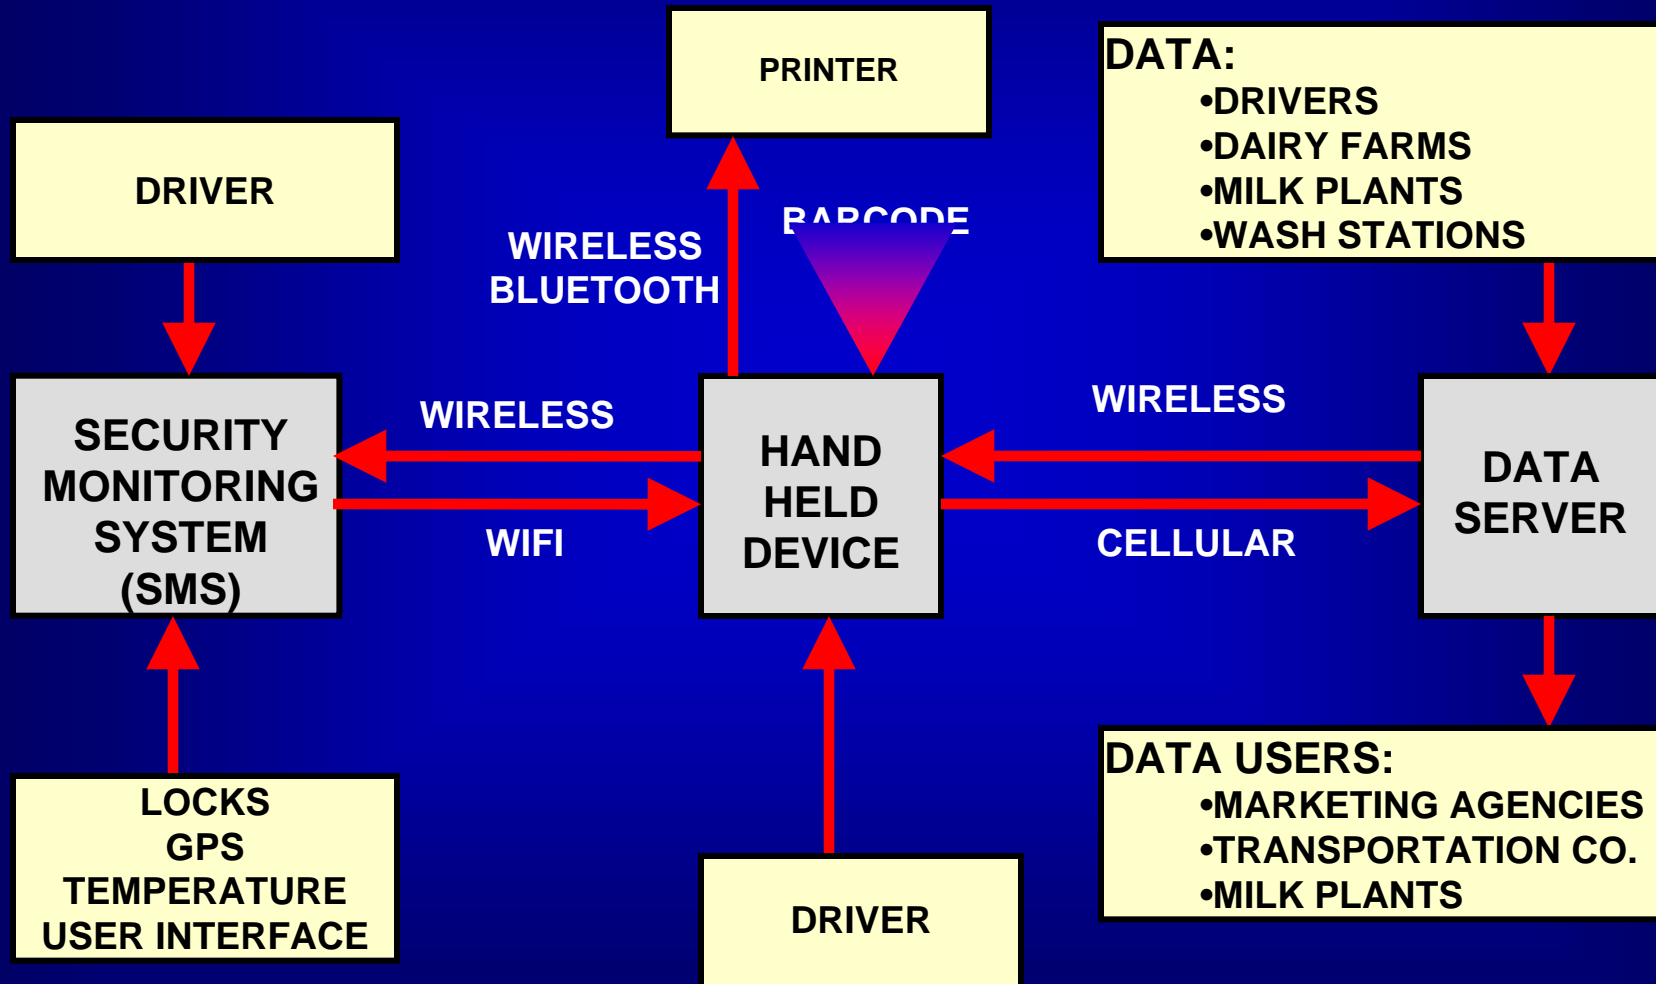 PRINTER
DATA:
•DRIVERS
•DAIRY FARMS
•MILK PLANTS
•WASH STATIONS
DRIVER
WIRELESS
BLUETOOTH
BARCODE
SECURITY
MONITORING
SYSTEM
(SMS)
WIRELESS
WIFI
HAND
HELD
DEVICE
WIRELESS
CELLULAR
DATA
SERVER
LOCKS
GPS
TEMPERATURE
USER INTERFACE
DRIVER
DATA USERS:
•MARKETING AGENCIES
•TRANSPORTATION CO.
•MILK PLANTS